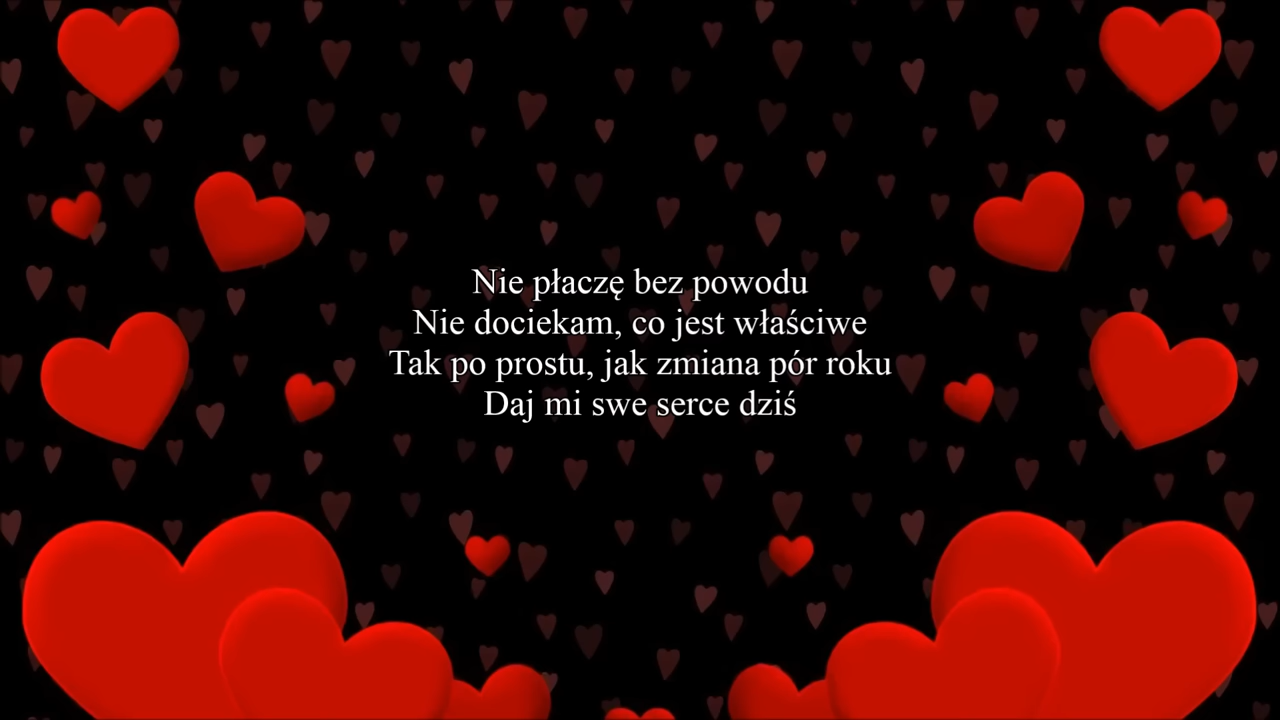 Nie płaczę bez powodu
Nie dociekam, co jest właściwe
Tak po prostu, jak zmiana pór roku
Daj mi swe serce dziś